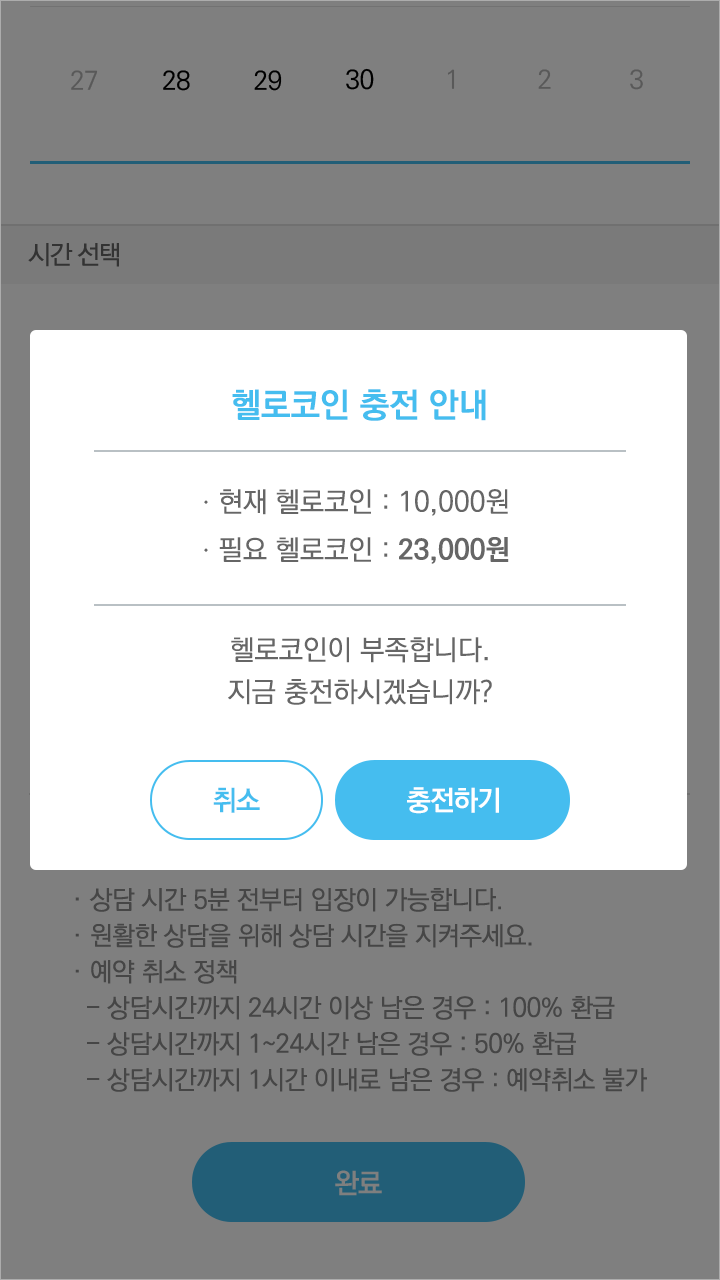 27 28 29 30 1 2 3
시간 선택
헬로코인 충전 안내
· 현재 헬로코인 : 10,000원
· 필요 헬로코인 : 23,000원
헬로코인이 부족합니다.
지금 충전하시겠습니까?
취소 충전하기
· 상담 시간 5분 전부터 입장이 가능합니다.
· 원활한 상담을 위해 상담 시간을 지켜주세요.
· 예약 취소 정책
– 상담시간까지 24시간 이상 남은 경우 : 100% 환급
– 상담시간까지 1~24시간 남은 경우 : 50% 환급
– 상담시간까지 1시간 이내로 남은 경우 : 예약취소 불가
완료